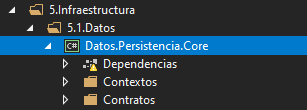 5.Infraestructura
5.1.Datos
C# Datos.Persistencia.Core
Dependencias
Contextos
Contratos